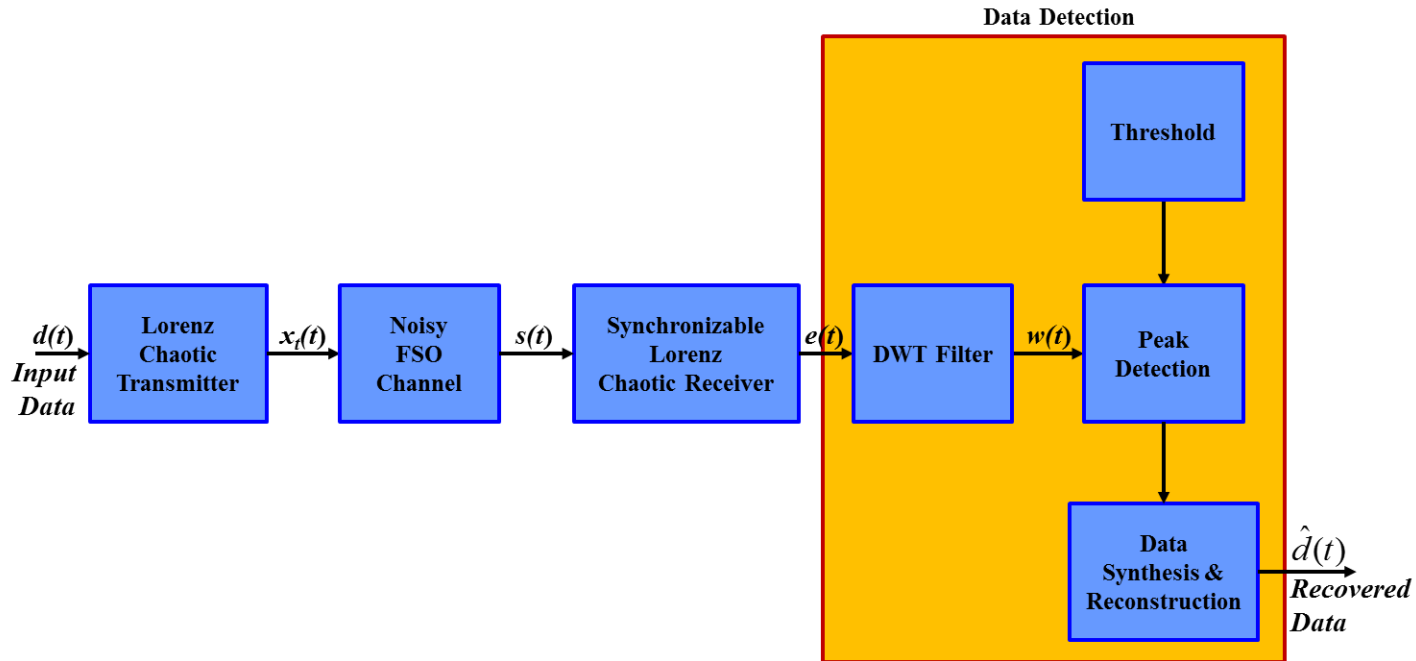 Data Detection
Threshold
d(t)
Input
Data
Lorenz
Chaotic
Transmitter
x_t(t)
Noisy
FSO
Channel
s(t)
Synchronizable
Lorenz
Chaotic Receiver
e(t)
DWT Filter
w(t)
Peak
Detection
Data
Synthesis &
Reconstruction
d̂(t)
Recovered
Data